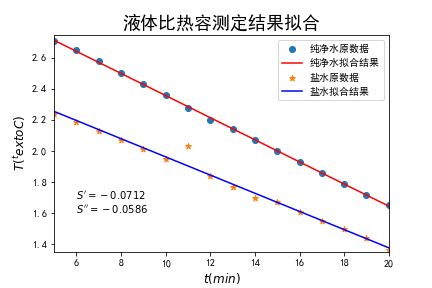 液体比热容测定结果拟合
纯净水原数据
纯净水拟合结果
盐水原数据
盐水拟合结果
2.6
2.4
2.2
2.0
1.8
1.6
1.4
T(textoC)
S' = −0.0712
S'' = −0.0586
6 8 10 12 14 16 18 20
t(min)